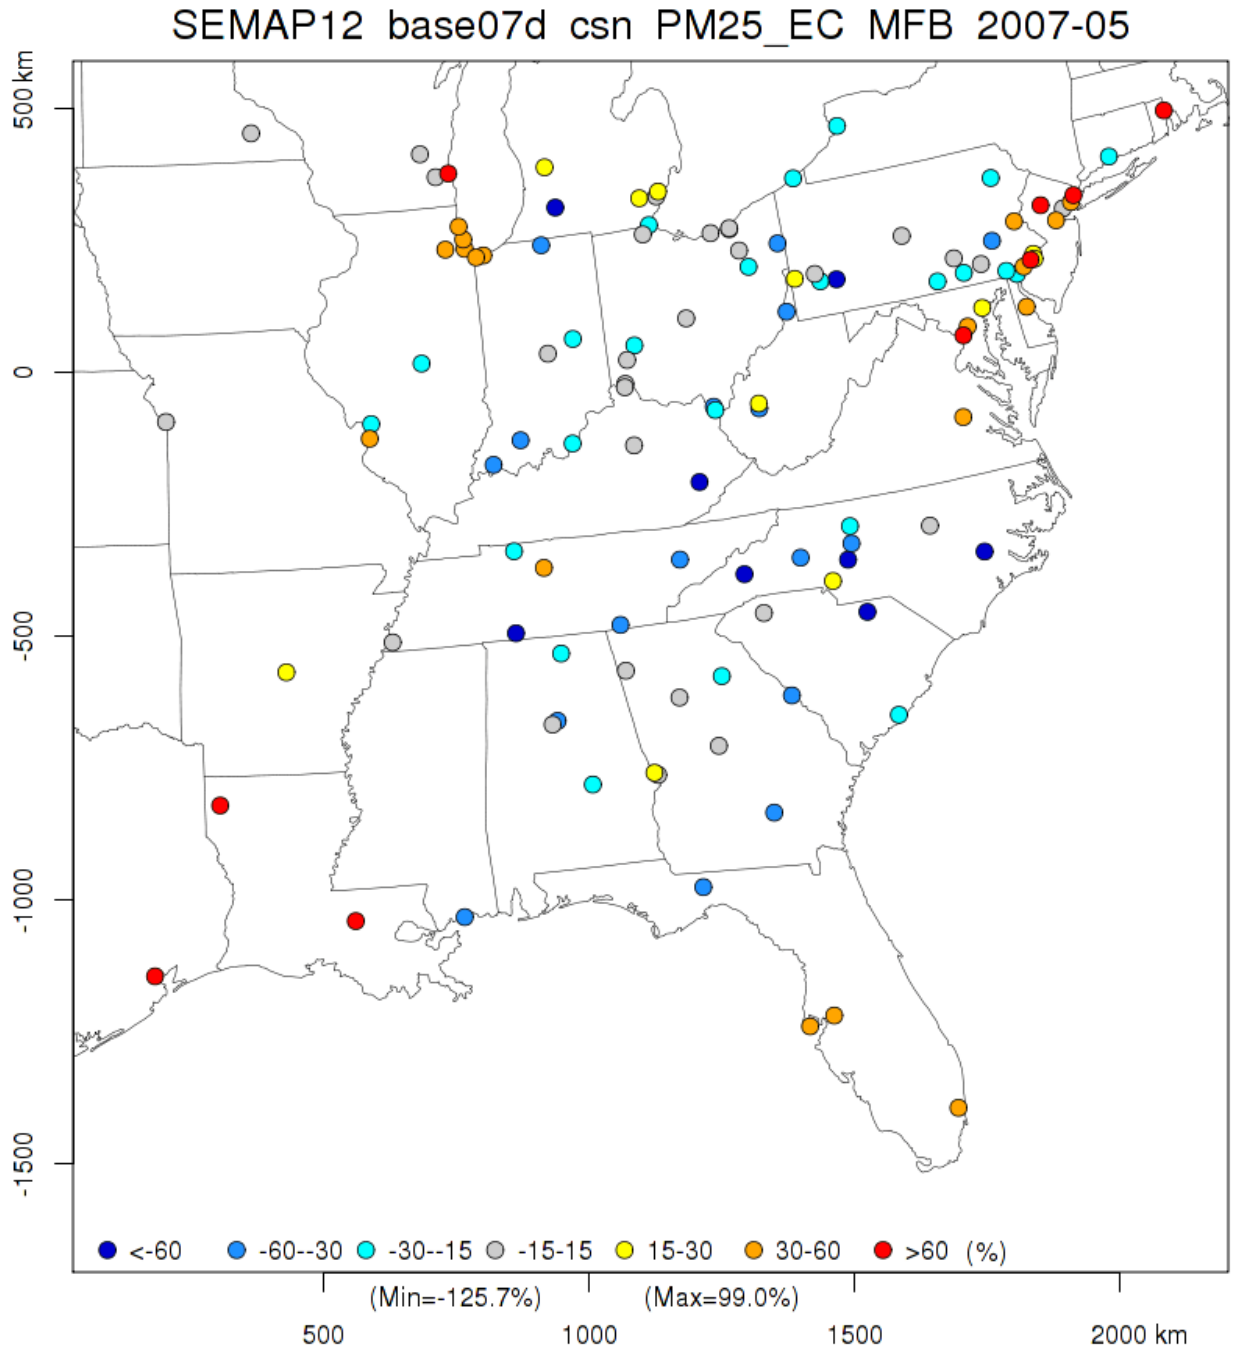 SEMAP12 base07d csn PM25_EC MFB 2007-05
500 km
0
-500
-1000
-1500
<-60 -60--30 -30--15 -15-15 15-30 30-60 >60 (%)
(Min=-125.7%) (Max=99.0%)
500 1000 1500 2000 km